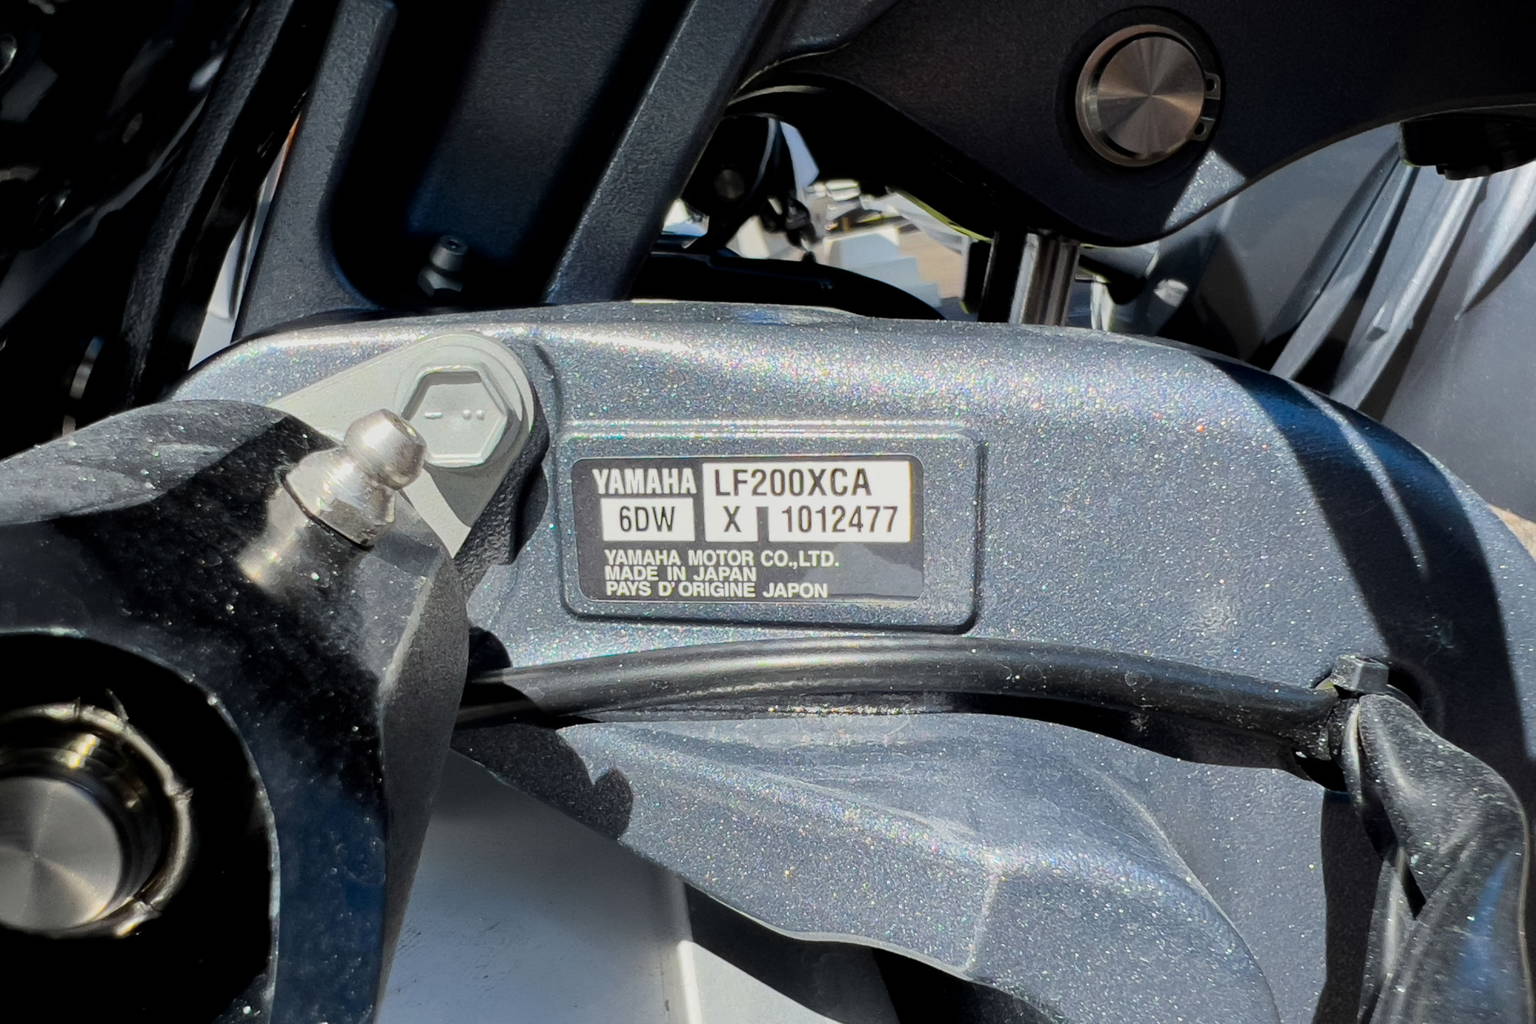 YAMAHA LF200XCA
6DW X 1012477
YAMAHA MOTOR CO.,LTD.
MADE IN JAPAN
PAYS D'ORIGINE JAPON